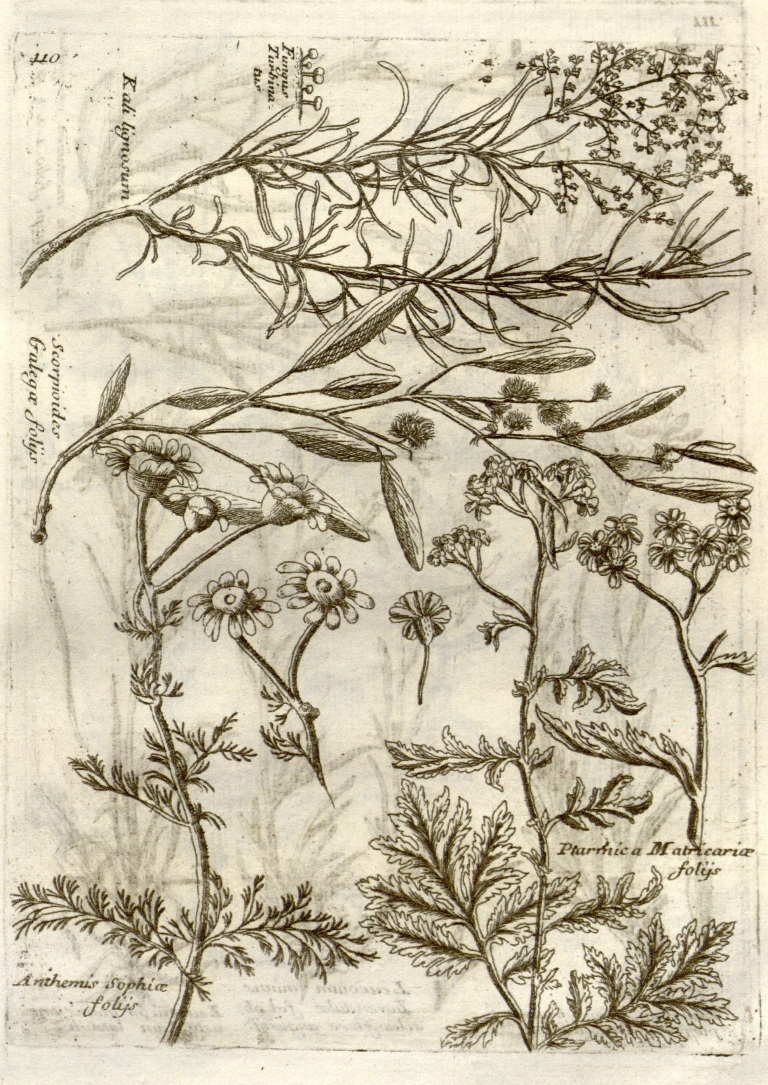 110
Fungus
Turbina
tus
Kali lignosum
Scorpioides
Galegæ folijs
Ptarmica Matricariæ
folijs
Anthemis Sophiæ
folijs